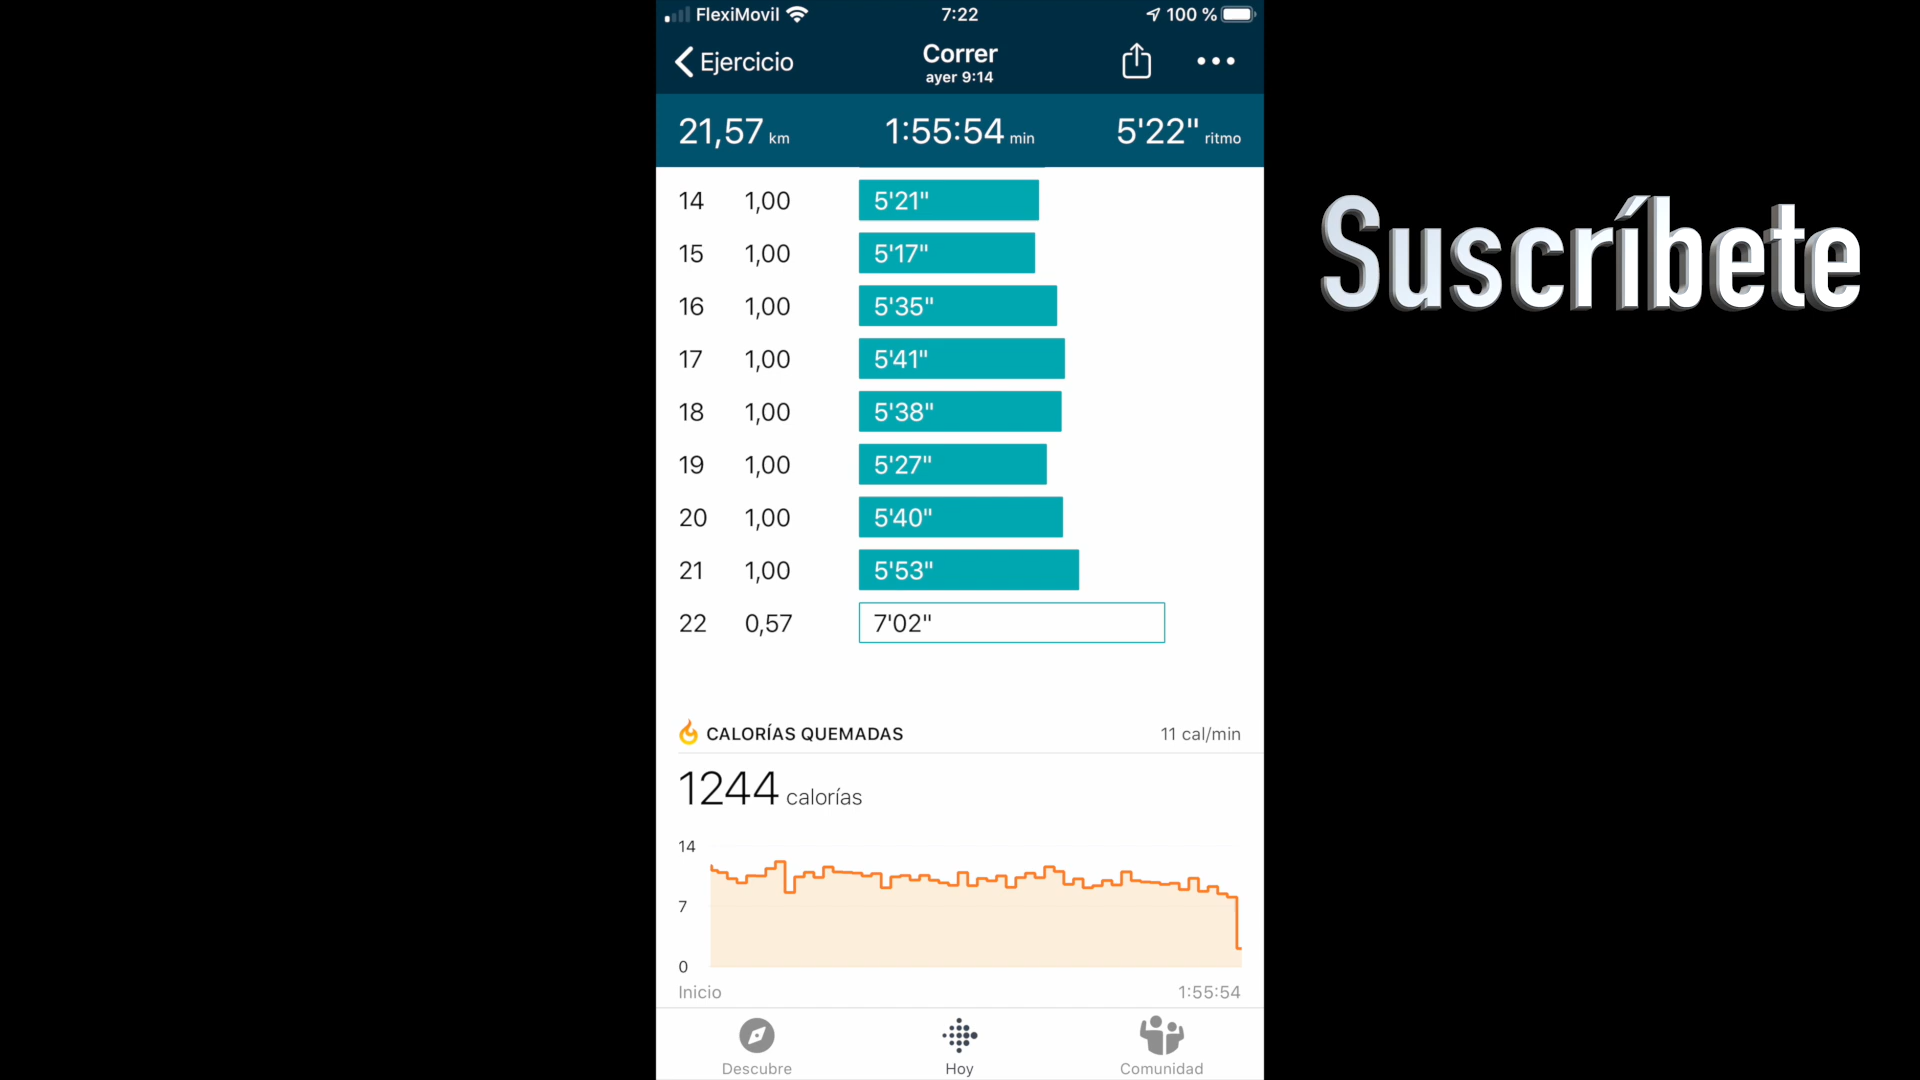 FlexiMovil 7:22 100 %
Ejercicio Correr
ayer 9:14
21,57 km 1:55:54 min 5'22" ritmo
14 1,00 5'21"
15 1,00 5'17"
16 1,00 5'35"
17 1,00 5'41"
18 1,00 5'38"
19 1,00 5'27"
20 1,00 5'40"
21 1,00 5'53"
22 0,57 7'02"
CALORÍAS QUEMADAS 11 cal/min
1244 calorías
14
7
0
Inicio 1:55:54
Descubre Hoy Comunidad
Suscríbete